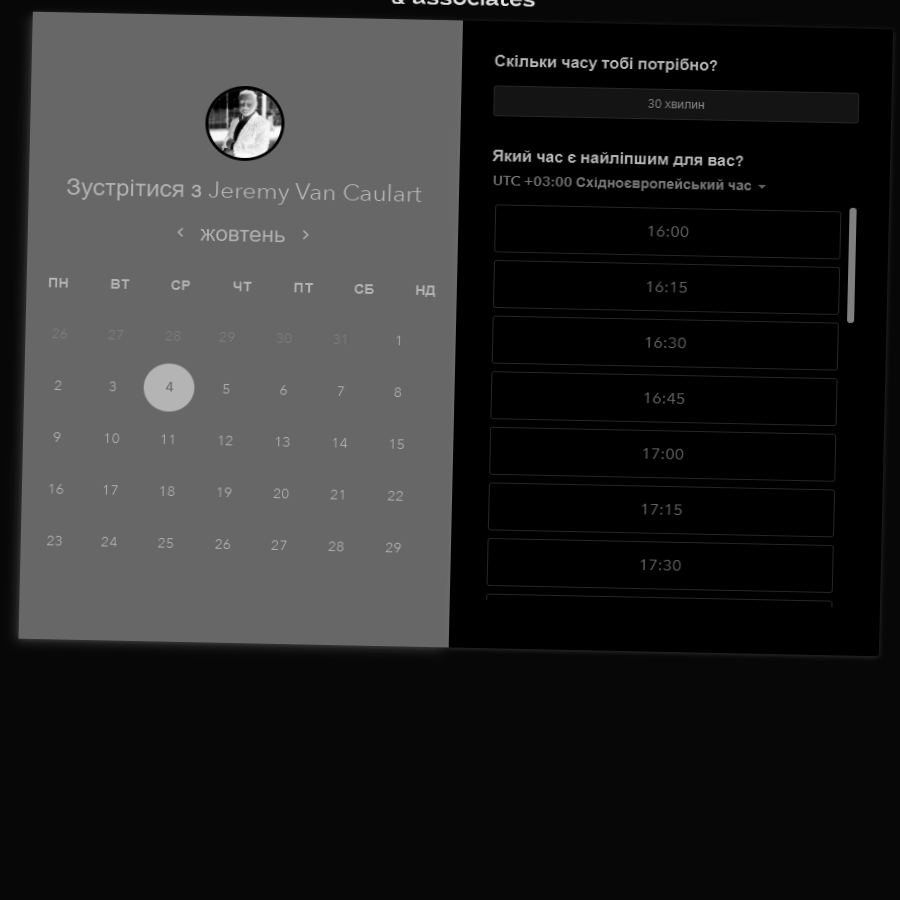 & associates
Зустрітися з Jeremy Van Caulart
жовтень
ПН ВТ СР ЧТ ПТ СБ НД
26 27 28 29 30 31 1
2 3 4 5 6 7 8
9 10 11 12 13 14 15
16 17 18 19 20 21 22
23 24 25 26 27 28 29
Скільки часу тобі потрібно?
30 хвилин
Який час є найліпшим для вас?
UTC +03:00 Східноєвропейський час
16:00
16:15
16:30
16:45
17:00
17:15
17:30